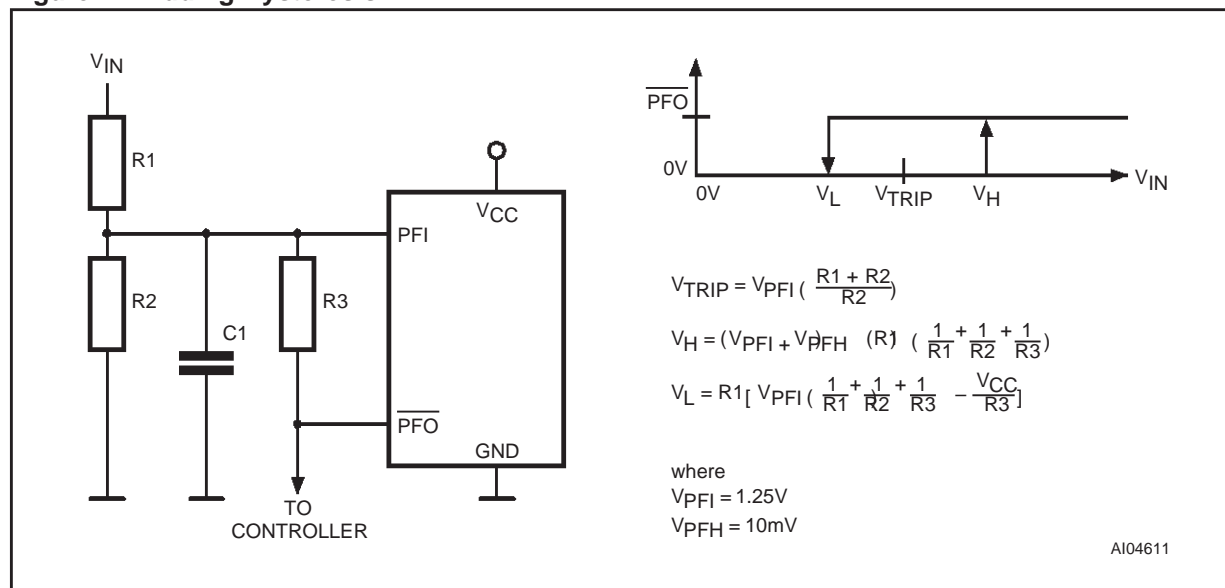 V_IN
R1
R2
C1
R3
V_CC
PFI
PFO
GND
TO
CONTROLLER
PFO
0V
0V
V_L
V_TRIP
V_H
V_IN
V_TRIP = V_PFI ( R1 + R2 / R2 )
V_H = (V_PFI + V_PFH) (R1) ( 1/R1 + 1/R2 + 1/R3 )
V_L = R1 [ V_PFI ( 1/R1 + 1/R2 + 1/R3 ) - V_CC/R3 ]
where
V_PFI = 1.25V
V_PFH = 10mV
AI04611